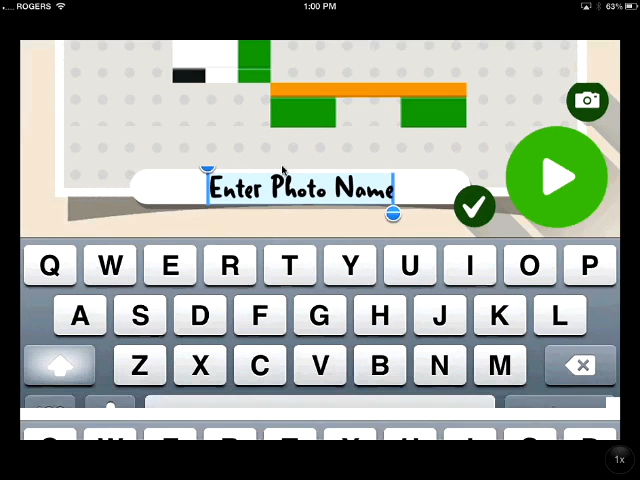 ..... ROGERS 1:00 PM 63%
Enter Photo Name
Q W E R T Y U I O P
A S D F G H J K L
Z X C V B N M
1x